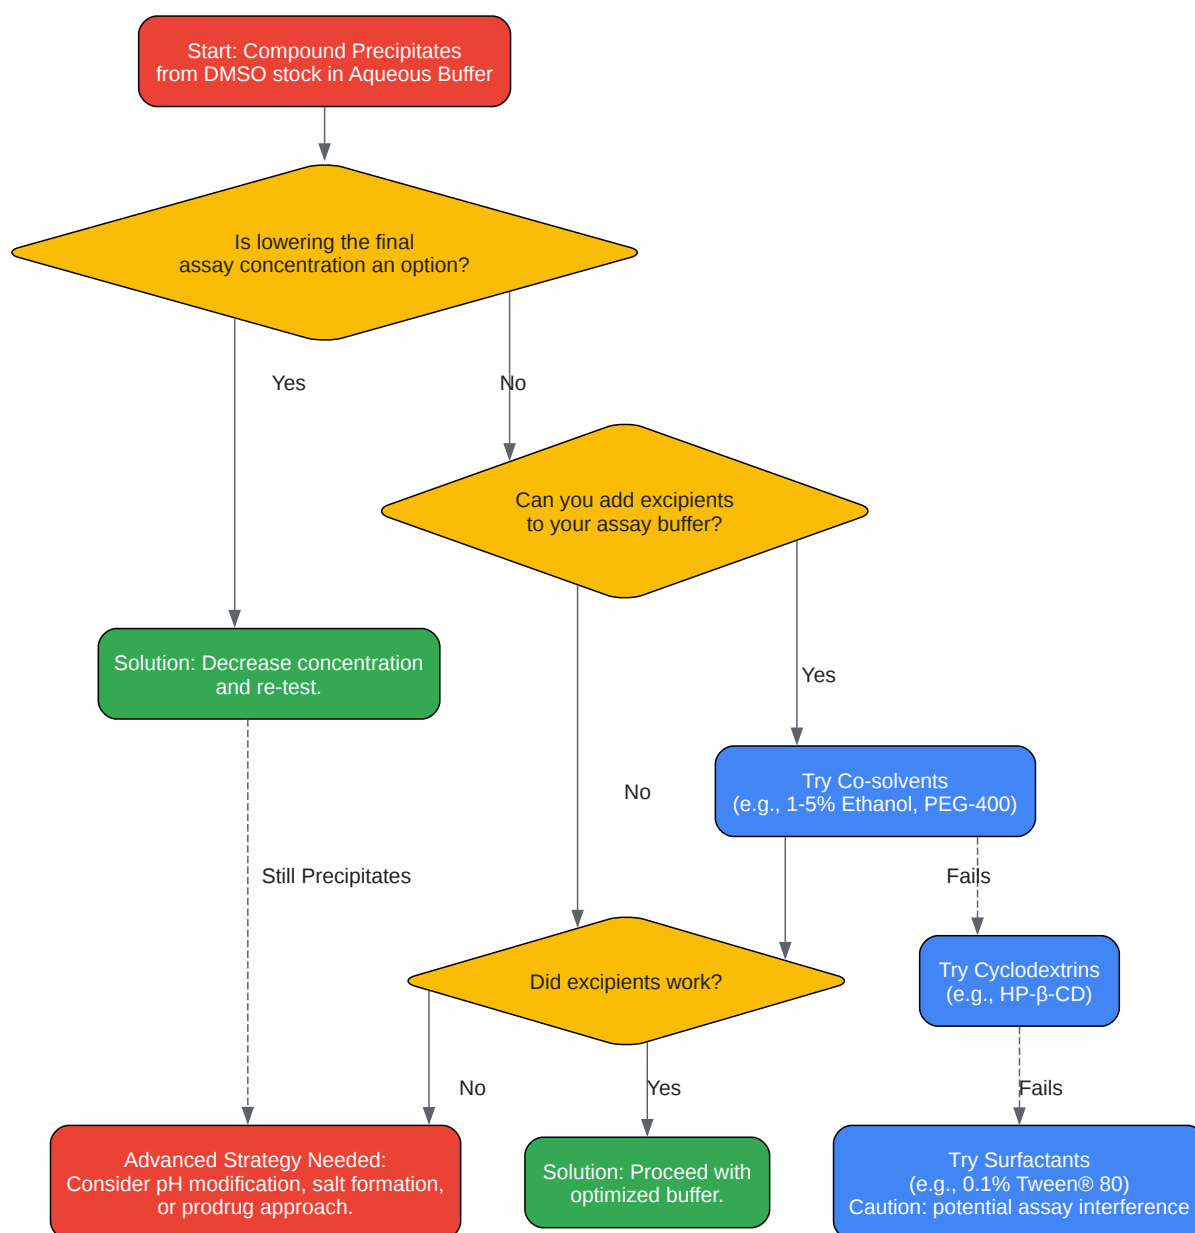 Start: Compound Precipitates
from DMSO stock in Aqueous Buffer
Is lowering the final
assay concentration an option?
Yes
No
Can you add excipients
to your assay buffer?
Solution: Decrease concentration
and re-test.
Yes
Try Co-solvents
(e.g., 1-5% Ethanol, PEG-400)
No
Still Precipitates
Fails
Try Cyclodextrins
(e.g., HP-β-CD)
Did excipients work?
No
Yes
Fails
Advanced Strategy Needed:
Consider pH modification, salt formation,
or prodrug approach.
Solution: Proceed with
optimized buffer.
Try Surfactants
(e.g., 0.1% Tween® 80)
Caution: potential assay interference